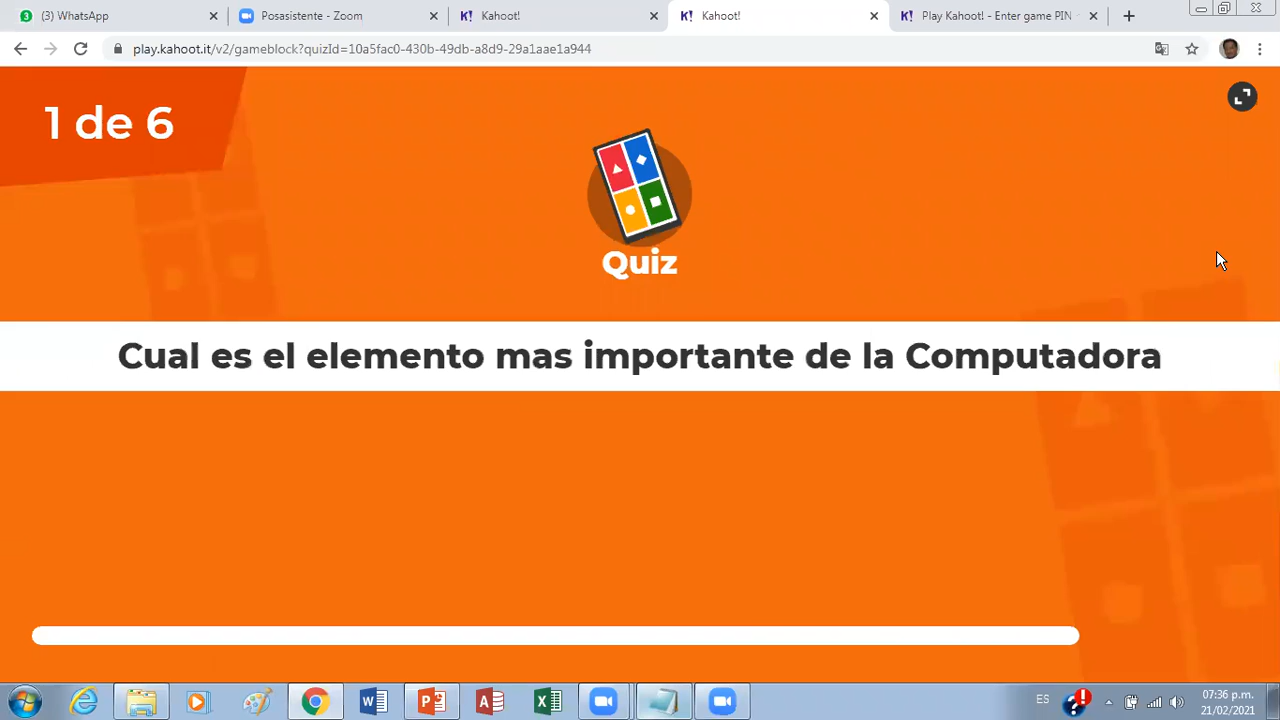 (3) WhatsApp
Posasistente - Zoom
Kahoot!
Kahoot!
Play Kahoot! - Enter game PIN
play.kahoot.it/v2/gameblock?quizId=10a5fac0-430b-49db-a8d9-29a1aae1a944
1 de 6
Quiz
Cual es el elemento mas importante de la Computadora
ES
07:36 p.m.
21/02/2021